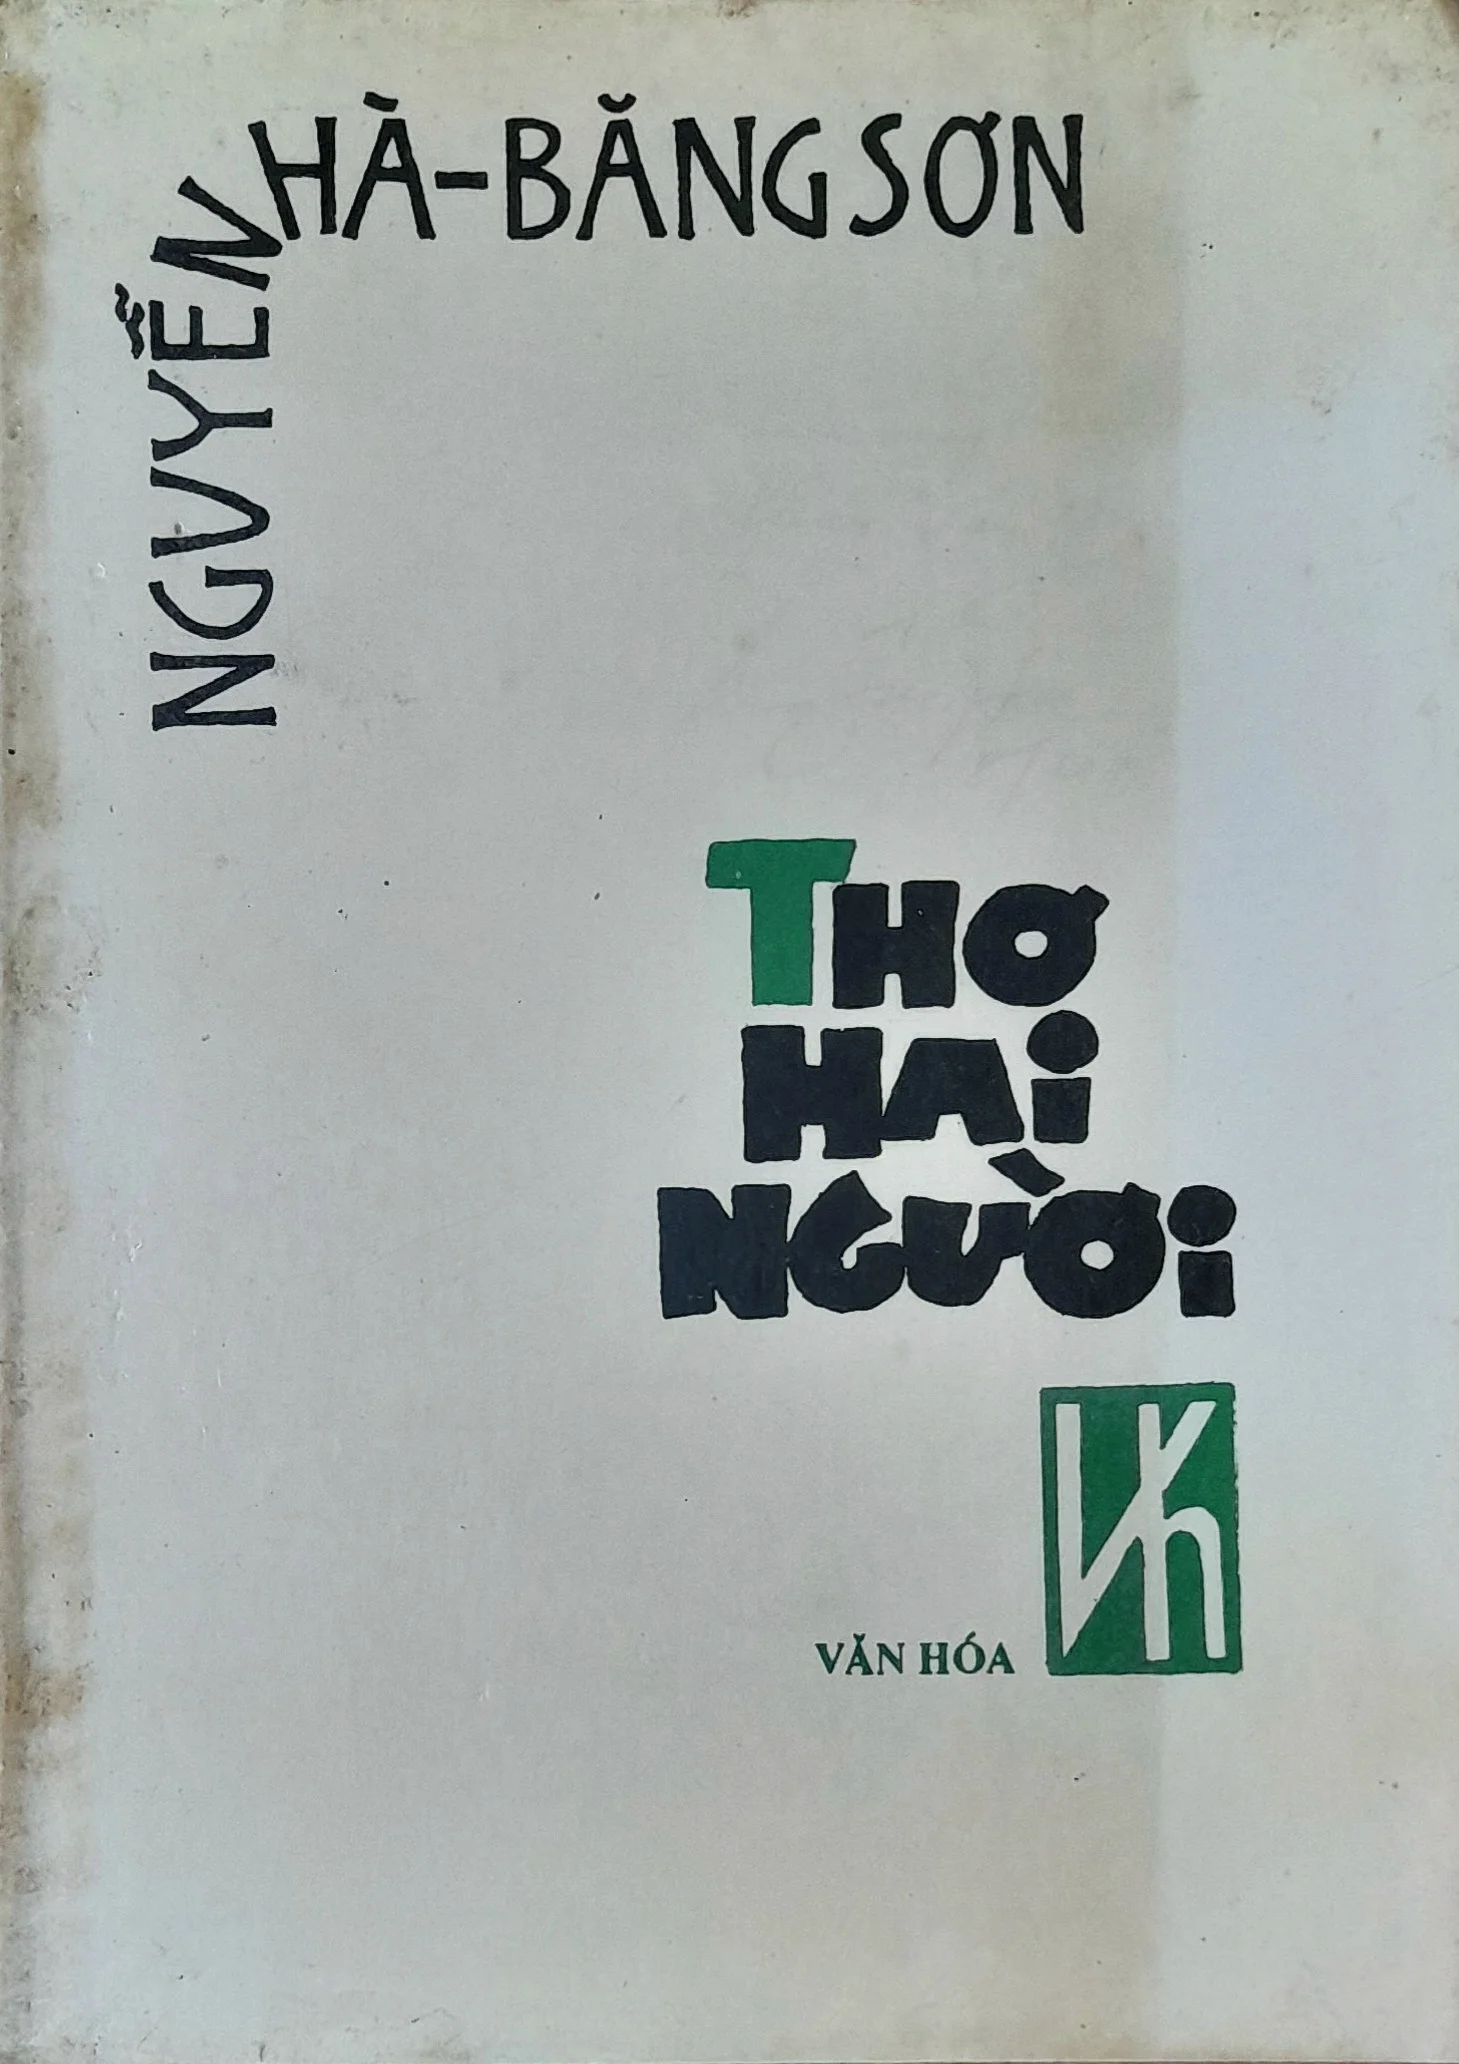 NGUYỄN HÀ-BĂNG SƠN
THƠ
HAI
NGƯỜI
Vh
VĂN HÓA